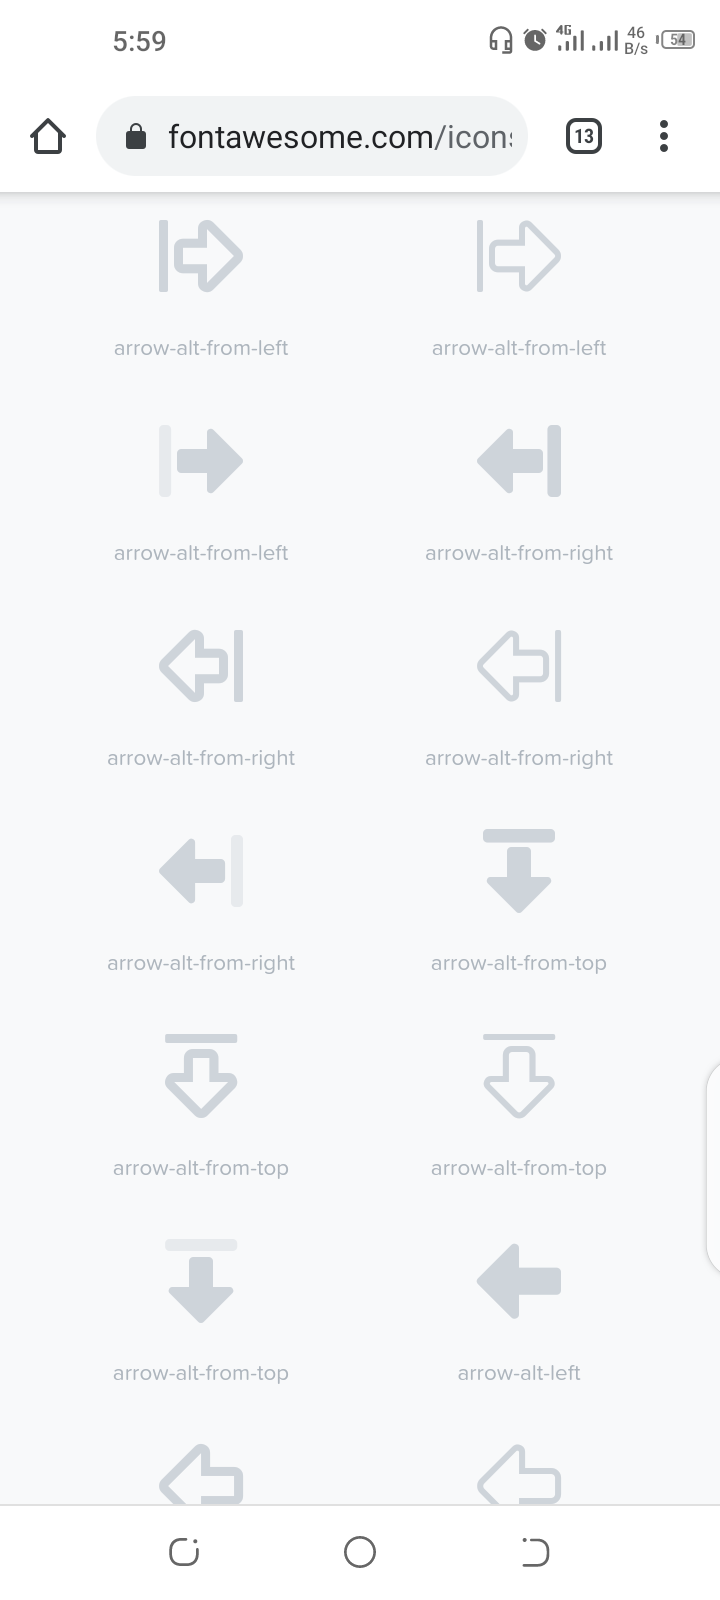 5:59
4G
46
B/s
54
fontawesome.com/icons
13
arrow-alt-from-left
arrow-alt-from-left
arrow-alt-from-left
arrow-alt-from-right
arrow-alt-from-right
arrow-alt-from-right
arrow-alt-from-right
arrow-alt-from-top
arrow-alt-from-top
arrow-alt-from-top
arrow-alt-from-top
arrow-alt-left